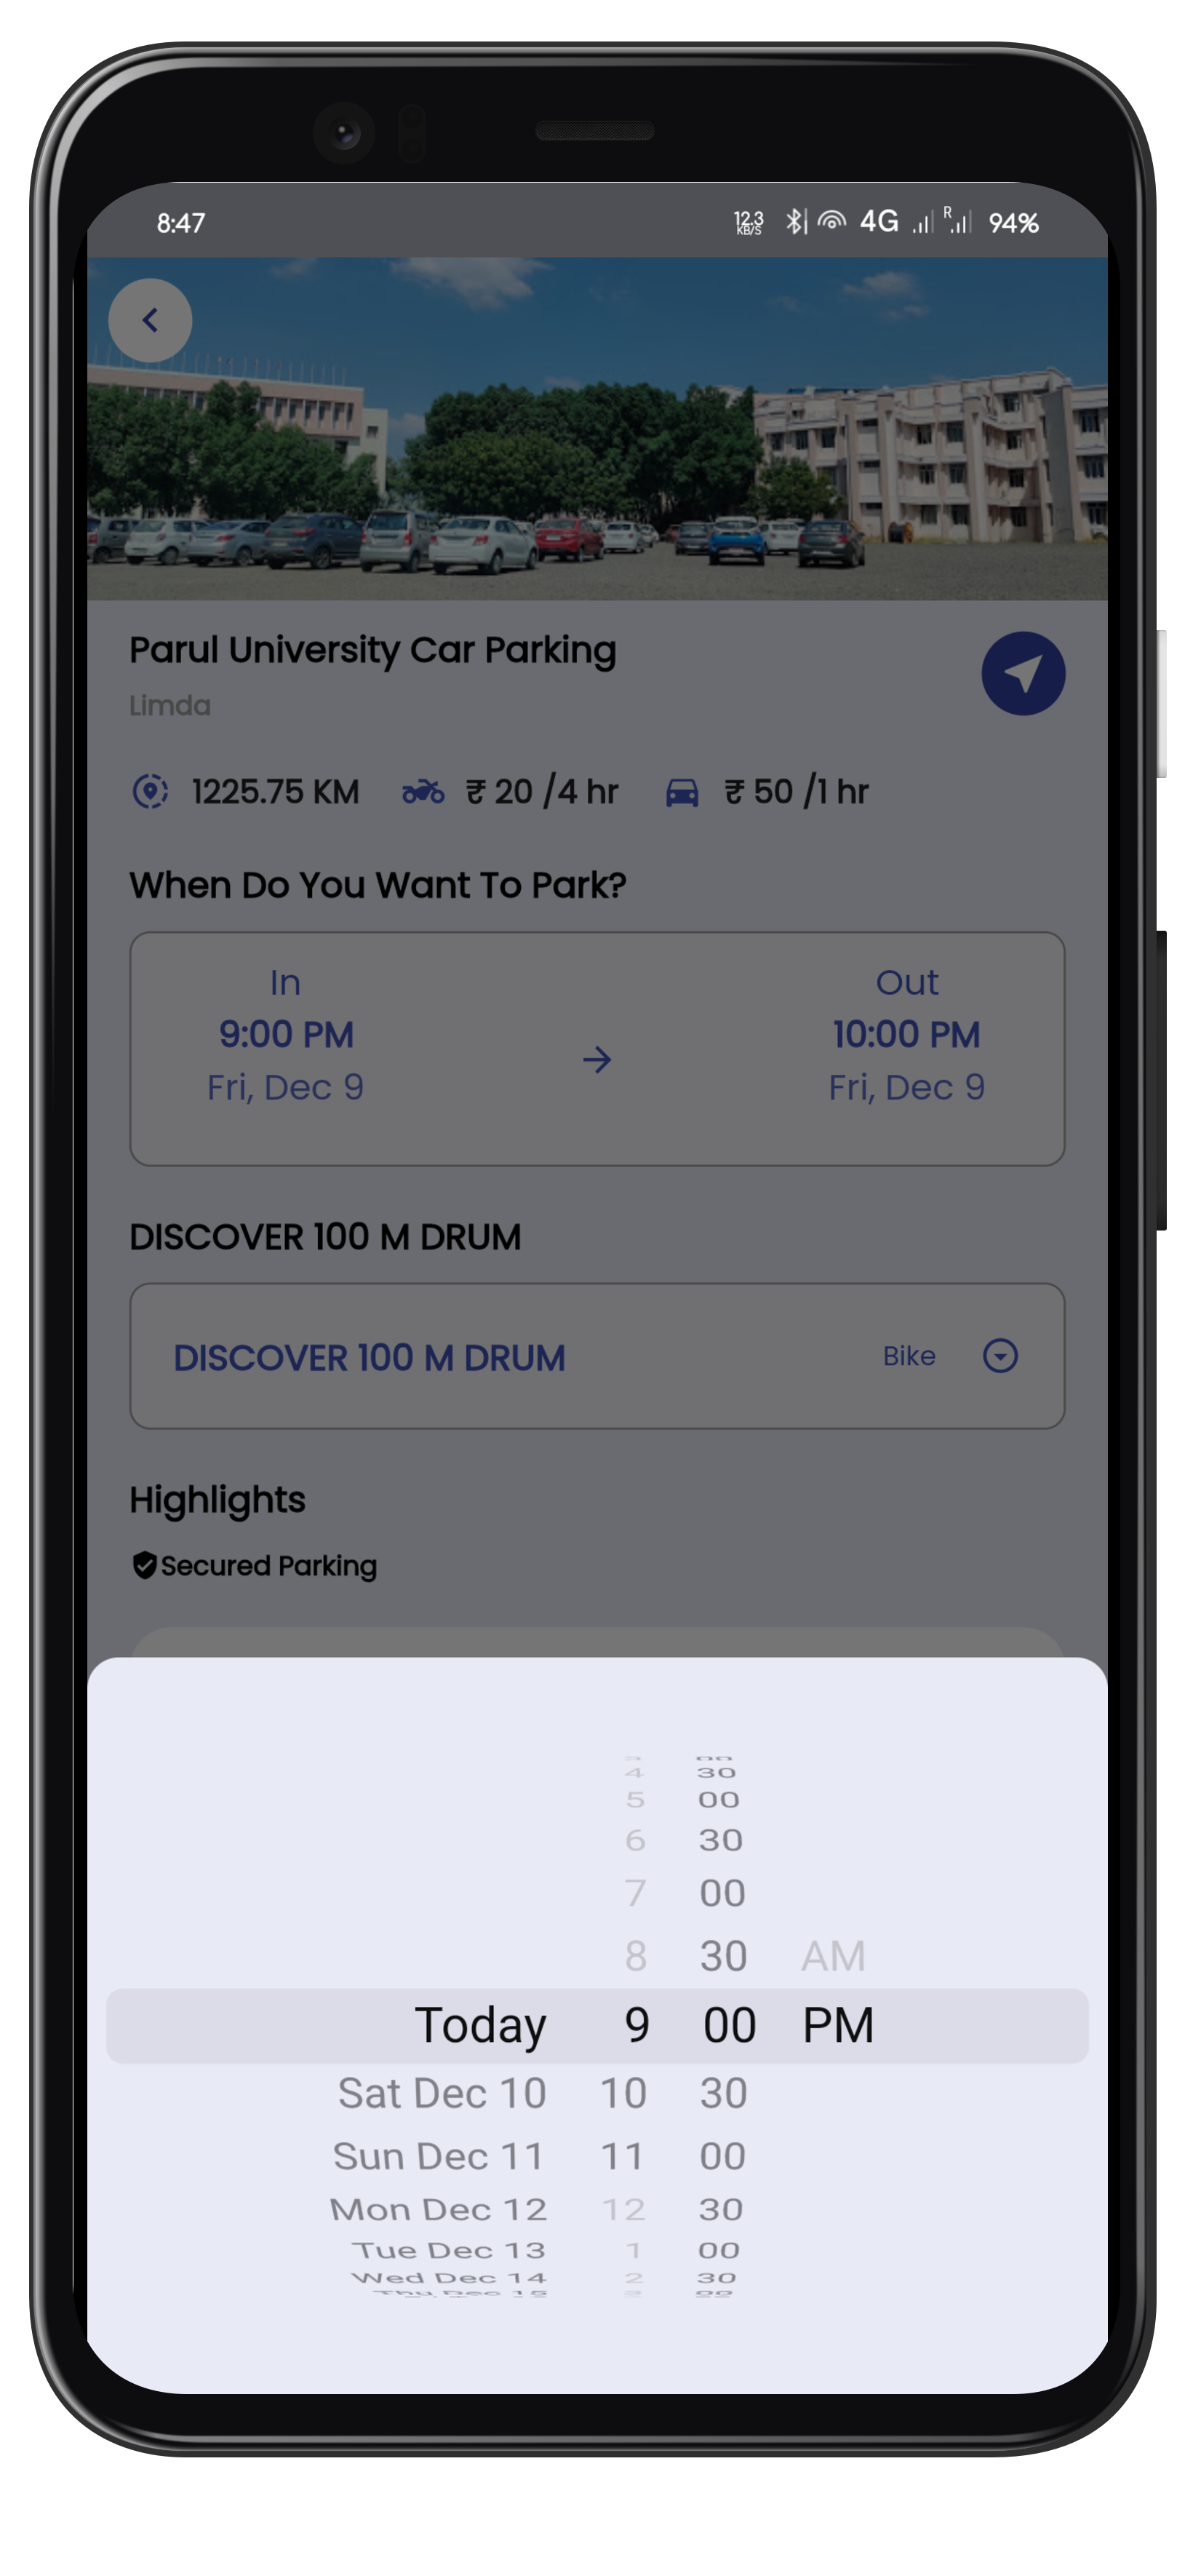 8:47
12.3 KB/S 4G R 94%
Parul University Car Parking
Limda
1225.75 KM ₹ 20 /4 hr ₹ 50 /1 hr
When Do You Want To Park?
In Out
9:00 PM 10:00 PM
Fri, Dec 9 Fri, Dec 9
DISCOVER 100 M DRUM
DISCOVER 100 M DRUM Bike
Highlights
Secured Parking
4 30
5 00
6 30
7 00
8 30 AM
Today 9 00 PM
Sat Dec 10 10 30
Sun Dec 11 11 00
Mon Dec 12 12 30
Tue Dec 13 1 00
Wed Dec 14 2 30
Thu Dec 15